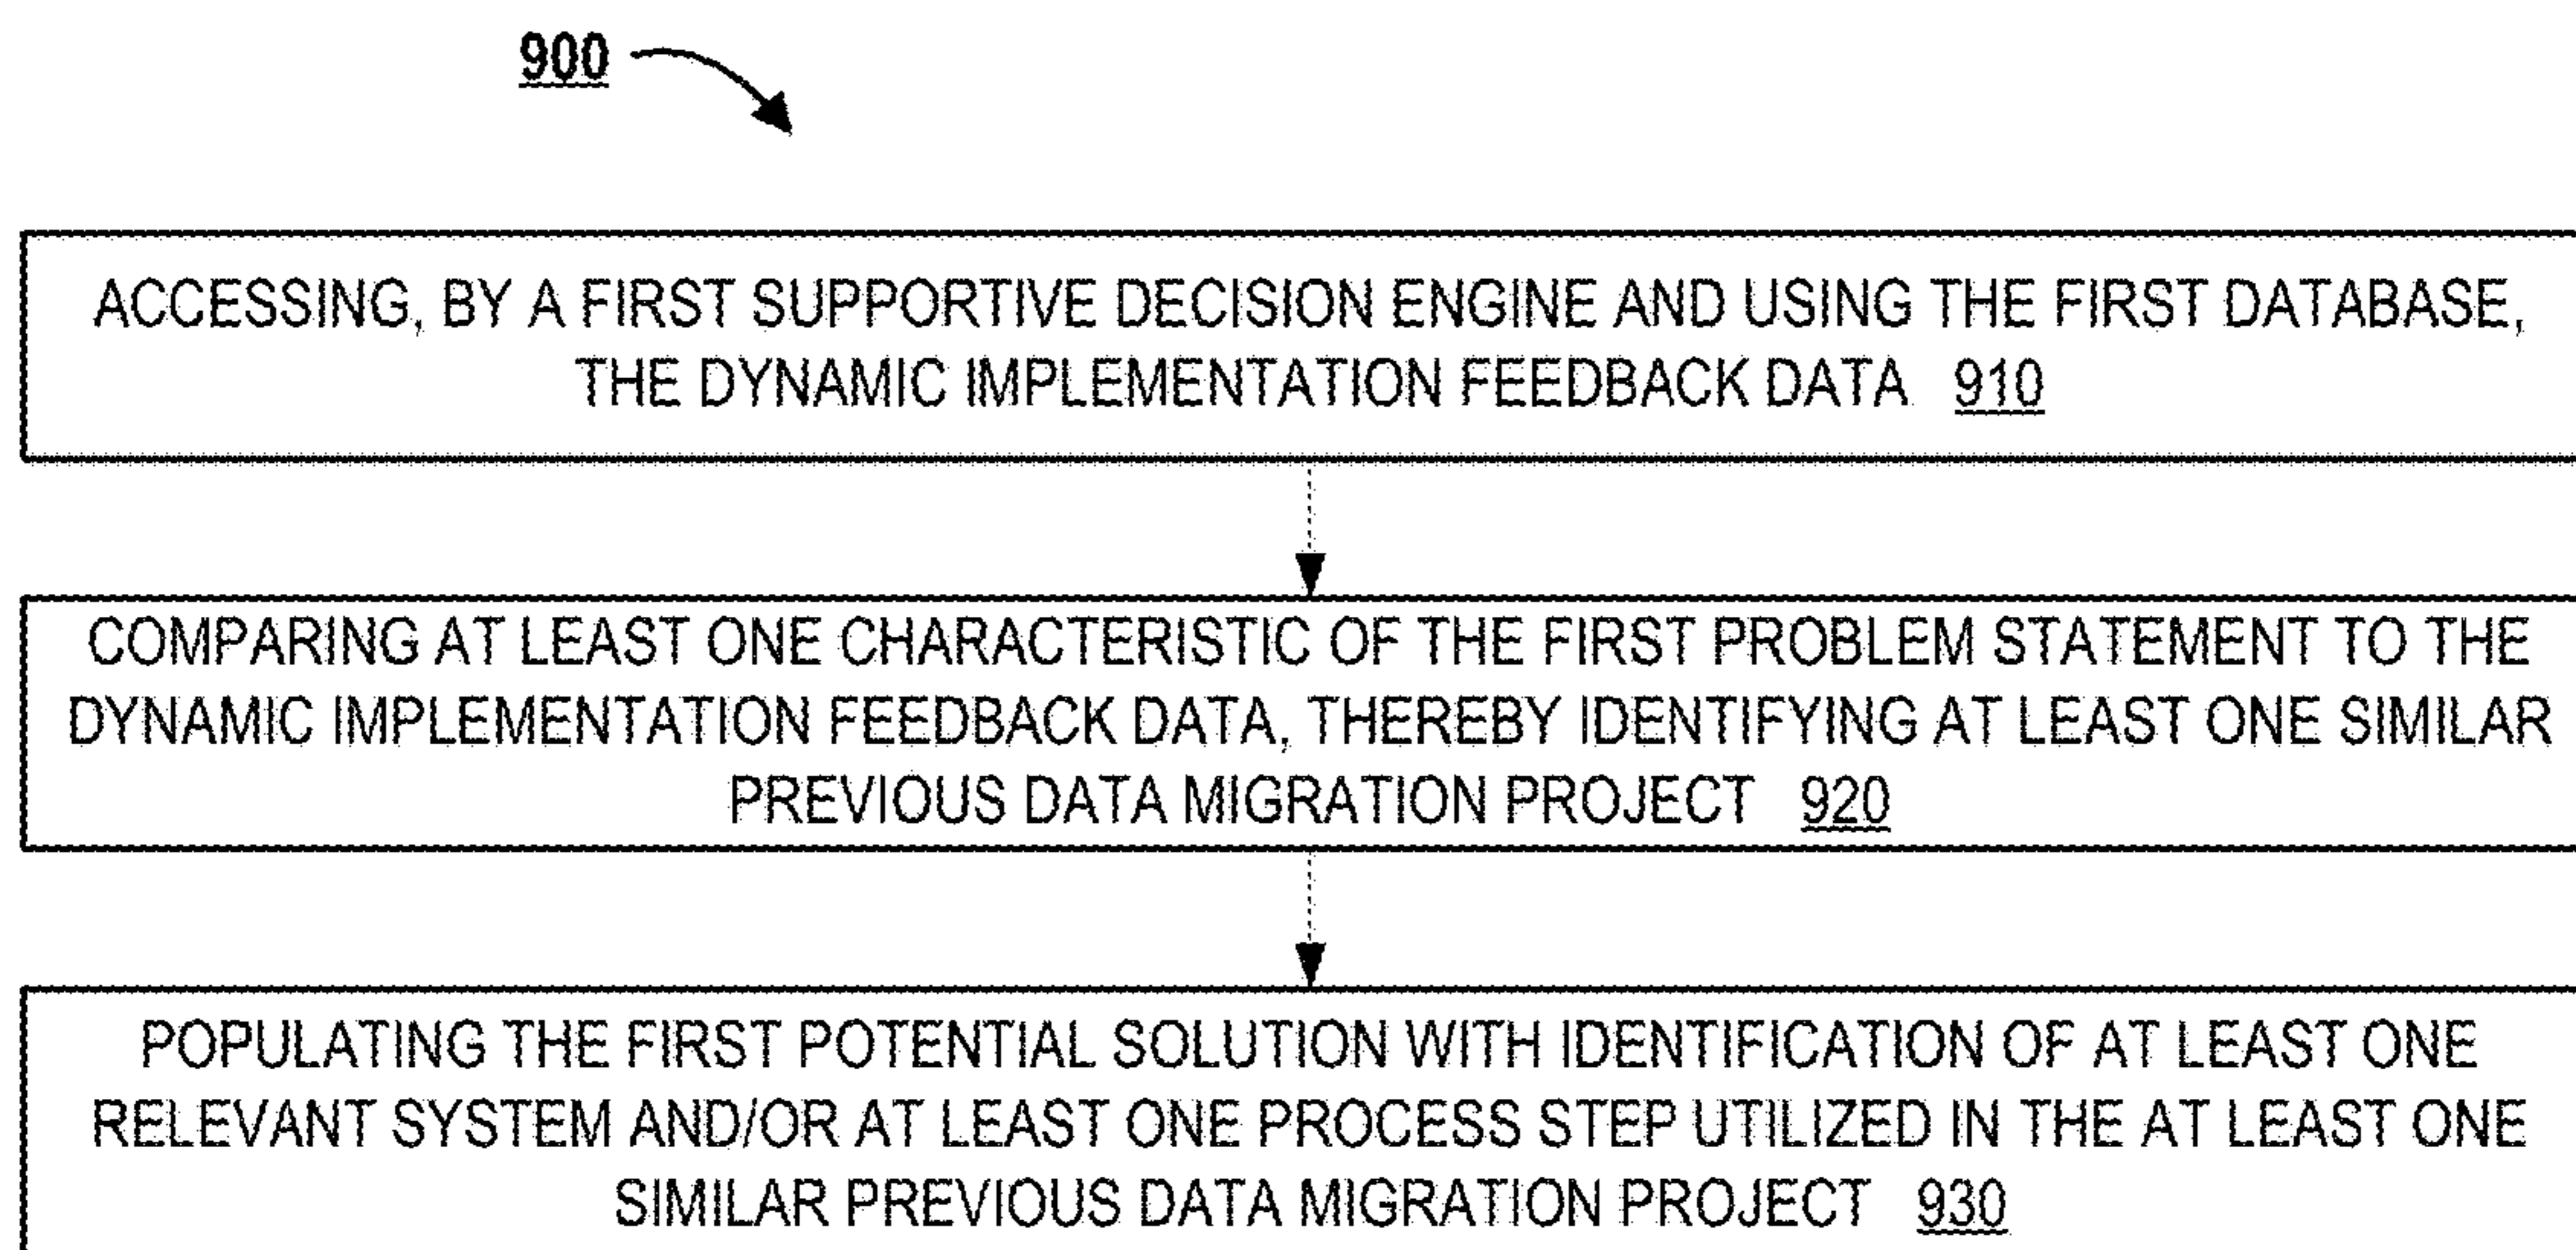 900
ACCESSING, BY A FIRST SUPPORTIVE DECISION ENGINE AND USING THE FIRST DATABASE,
THE DYNAMIC IMPLEMENTATION FEEDBACK DATA 910
COMPARING AT LEAST ONE CHARACTERISTIC OF THE FIRST PROBLEM STATEMENT TO THE
DYNAMIC IMPLEMENTATION FEEDBACK DATA, THEREBY IDENTIFYING AT LEAST ONE SIMILAR
PREVIOUS DATA MIGRATION PROJECT 920
POPULATING THE FIRST POTENTIAL SOLUTION WITH IDENTIFICATION OF AT LEAST ONE
RELEVANT SYSTEM AND/OR AT LEAST ONE PROCESS STEP UTILIZED IN THE AT LEAST ONE
SIMILAR PREVIOUS DATA MIGRATION PROJECT 930